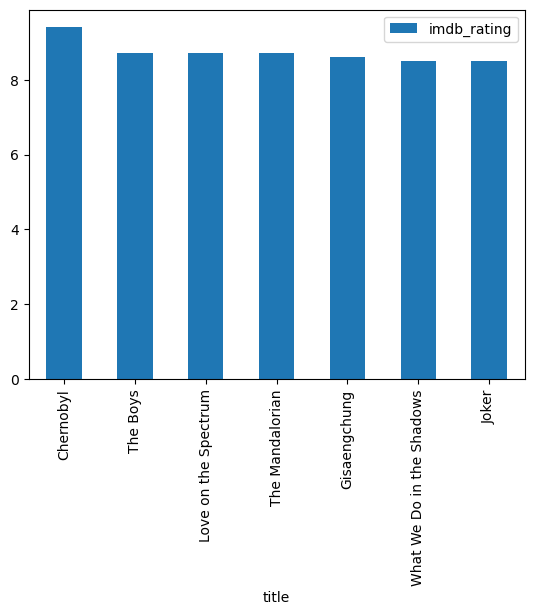 imdb_rating
8
6
4
2
0
Chernobyl
The Boys
Love on the Spectrum
The Mandalorian
Gisaengchung
What We Do in the Shadows
Joker
title